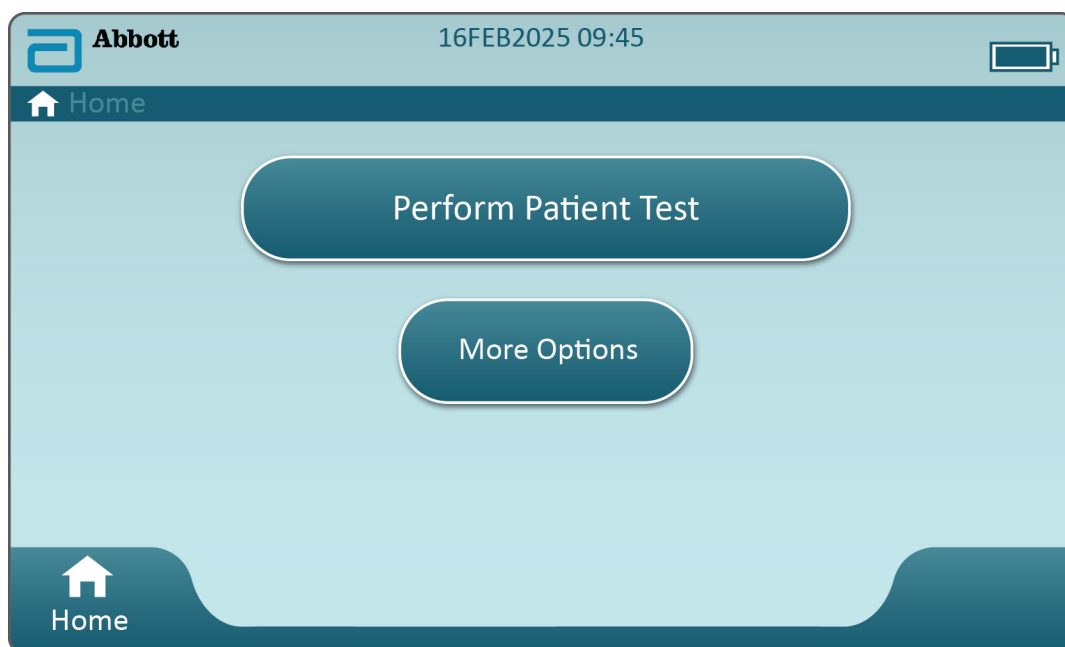 Abbott
16FEB2025 09:45
Home
Perform Patient Test
More Options
Home